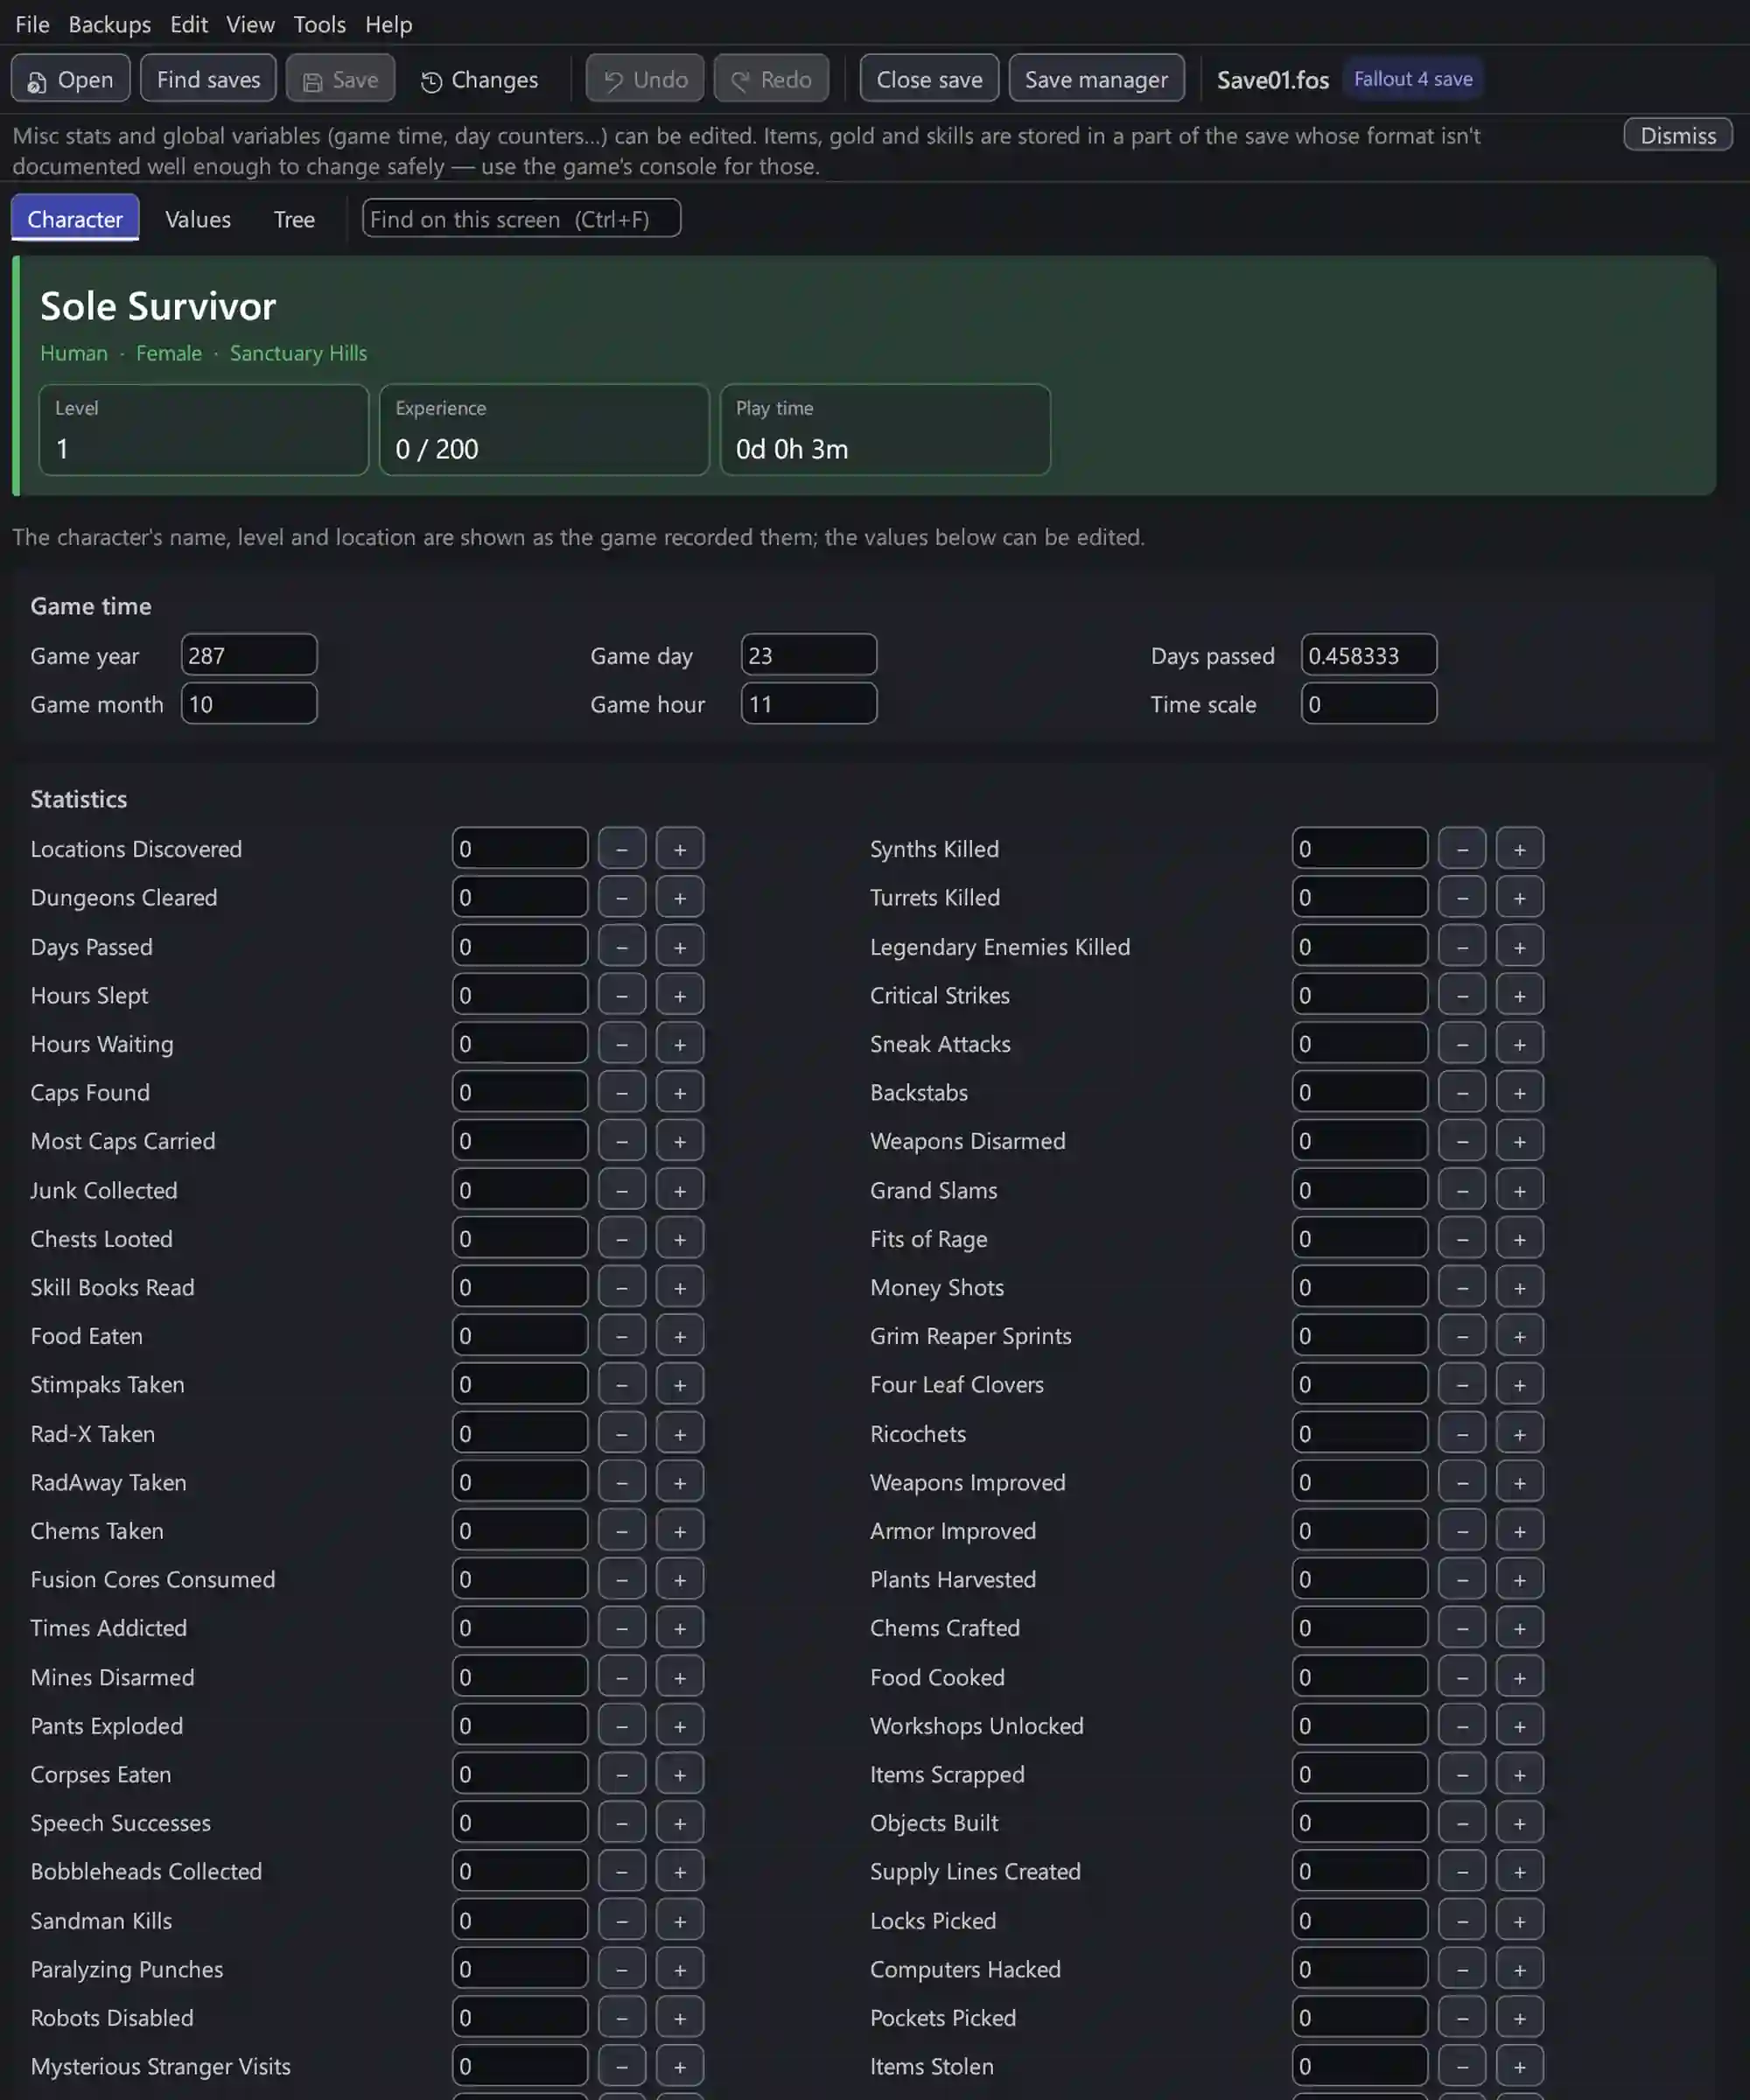 File Backups Edit View Tools Help
Open Find saves Save Changes Undo Redo Close save Save manager Save01.fos Fallout 4 save
Misc stats and global variables (game time, day counters...) can be edited. Items, gold and skills are stored in a part of the save whose format isn't
documented well enough to change safely — use the game's console for those.
Dismiss
Character Values Tree Find on this screen (Ctrl+F)
Sole Survivor
Human · Female · Sanctuary Hills
Level Experience Play time
1 0 / 200 0d 0h 3m
The character's name, level and location are shown as the game recorded them; the values below can be edited.
Game time
Game year 287 Game day 23 Days passed 0.458333
Game month 10 Game hour 11 Time scale 0
Statistics
Locations Discovered 0 − + Synths Killed 0 − +
Dungeons Cleared 0 − + Turrets Killed 0 − +
Days Passed 0 − + Legendary Enemies Killed 0 − +
Hours Slept 0 − + Critical Strikes 0 − +
Hours Waiting 0 − + Sneak Attacks 0 − +
Caps Found 0 − + Backstabs 0 − +
Most Caps Carried 0 − + Weapons Disarmed 0 − +
Junk Collected 0 − + Grand Slams 0 − +
Chests Looted 0 − + Fits of Rage 0 − +
Skill Books Read 0 − + Money Shots 0 − +
Food Eaten 0 − + Grim Reaper Sprints 0 − +
Stimpaks Taken 0 − + Four Leaf Clovers 0 − +
Rad-X Taken 0 − + Ricochets 0 − +
RadAway Taken 0 − + Weapons Improved 0 − +
Chems Taken 0 − + Armor Improved 0 − +
Fusion Cores Consumed 0 − + Plants Harvested 0 − +
Times Addicted 0 − + Chems Crafted 0 − +
Mines Disarmed 0 − + Food Cooked 0 − +
Pants Exploded 0 − + Workshops Unlocked 0 − +
Corpses Eaten 0 − + Items Scrapped 0 − +
Speech Successes 0 − + Objects Built 0 − +
Bobbleheads Collected 0 − + Supply Lines Created 0 − +
Sandman Kills 0 − + Locks Picked 0 − +
Paralyzing Punches 0 − + Computers Hacked 0 − +
Robots Disabled 0 − + Pockets Picked 0 − +
Mysterious Stranger Visits 0 − + Items Stolen 0 − +